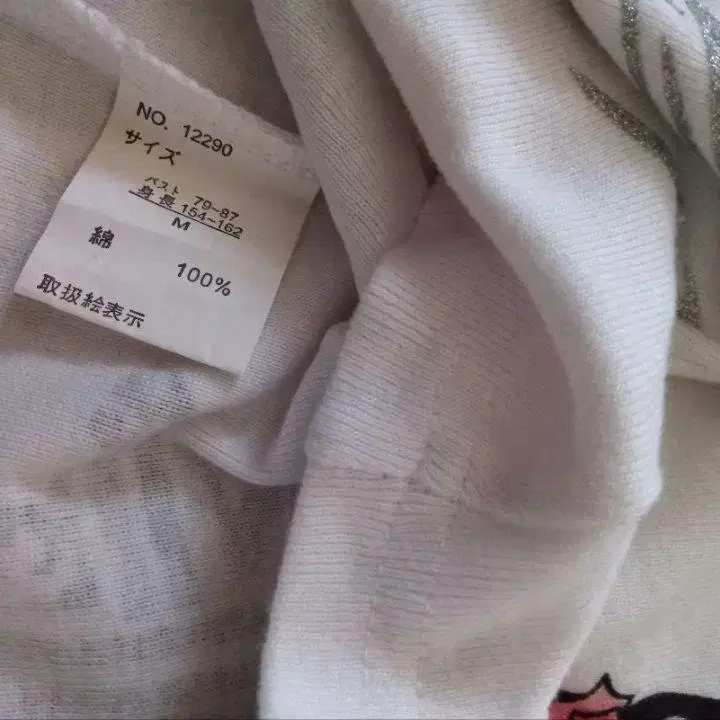 NO. 12290
サイズ
バスト 79-87
身長 154~162
M
綿 100%
取扱絵表示